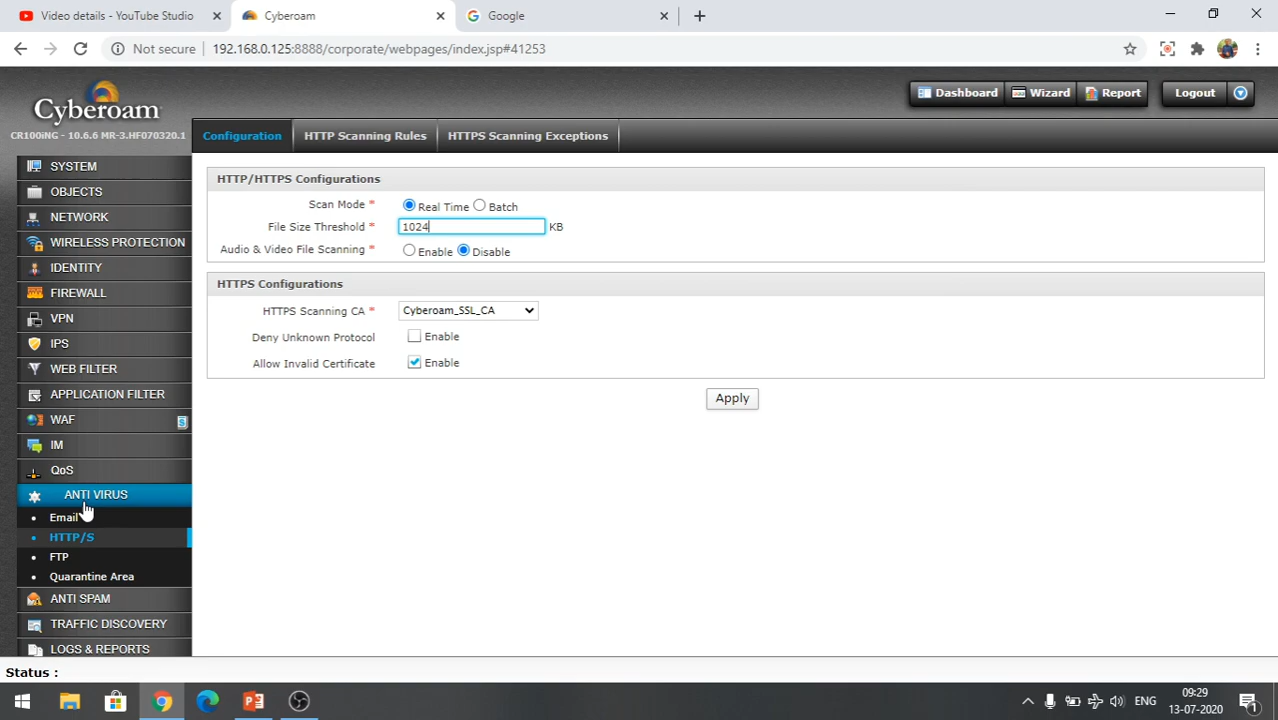 Video details - YouTube Studio
Cyberoam
Google
Not secure
192.168.0.125:8888/corporate/webpages/index.jsp#41253
Cyberoam
CR100iNG - 10.6.6 MR-3.HF070320.1
Dashboard
Wizard
Report
Logout
Configuration
HTTP Scanning Rules
HTTPS Scanning Exceptions
SYSTEM
OBJECTS
NETWORK
WIRELESS PROTECTION
IDENTITY
FIREWALL
VPN
IPS
WEB FILTER
APPLICATION FILTER
WAF
S
IM
QoS
ANTI VIRUS
Email
HTTP/S
FTP
Quarantine Area
ANTI SPAM
TRAFFIC DISCOVERY
LOGS & REPORTS
HTTP/HTTPS Configurations
Scan Mode * Real Time Batch
File Size Threshold * 1024 KB
Audio & Video File Scanning * Enable Disable
HTTPS Configurations
HTTPS Scanning CA * Cyberoam_SSL_CA
Deny Unknown Protocol Enable
Allow Invalid Certificate Enable
Apply
Status :
ENG
09:29
13-07-2020
1